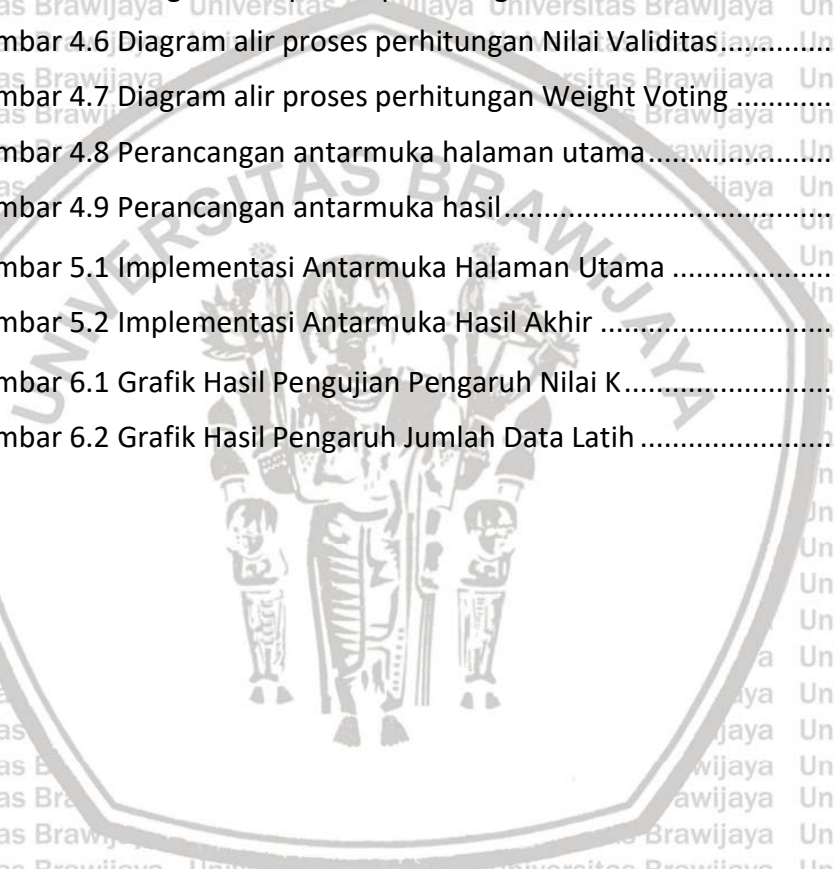 mbar 4.6 Diagram alir proses perhitungan Nilai Validitas..............
mbar 4.7 Diagram alir proses perhitungan Weight Voting ............
mbar 4.8 Perancangan antarmuka halaman utama......................
mbar 4.9 Perancangan antarmuka hasil.......................................
mbar 5.1 Implementasi Antarmuka Halaman Utama ...................
mbar 5.2 Implementasi Antarmuka Hasil Akhir ............................
mbar 6.1 Grafik Hasil Pengujian Pengaruh Nilai K.........................
mbar 6.2 Grafik Hasil Pengaruh Jumlah Data Latih .......................
UNIVERSITAS BRAWIJAYA